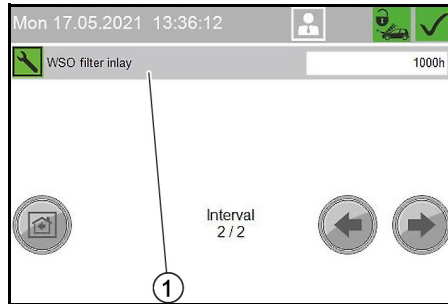 Mon 17.05.2021 13:36:12
WSO filter inlay 1000h
Interval
2 / 2
1